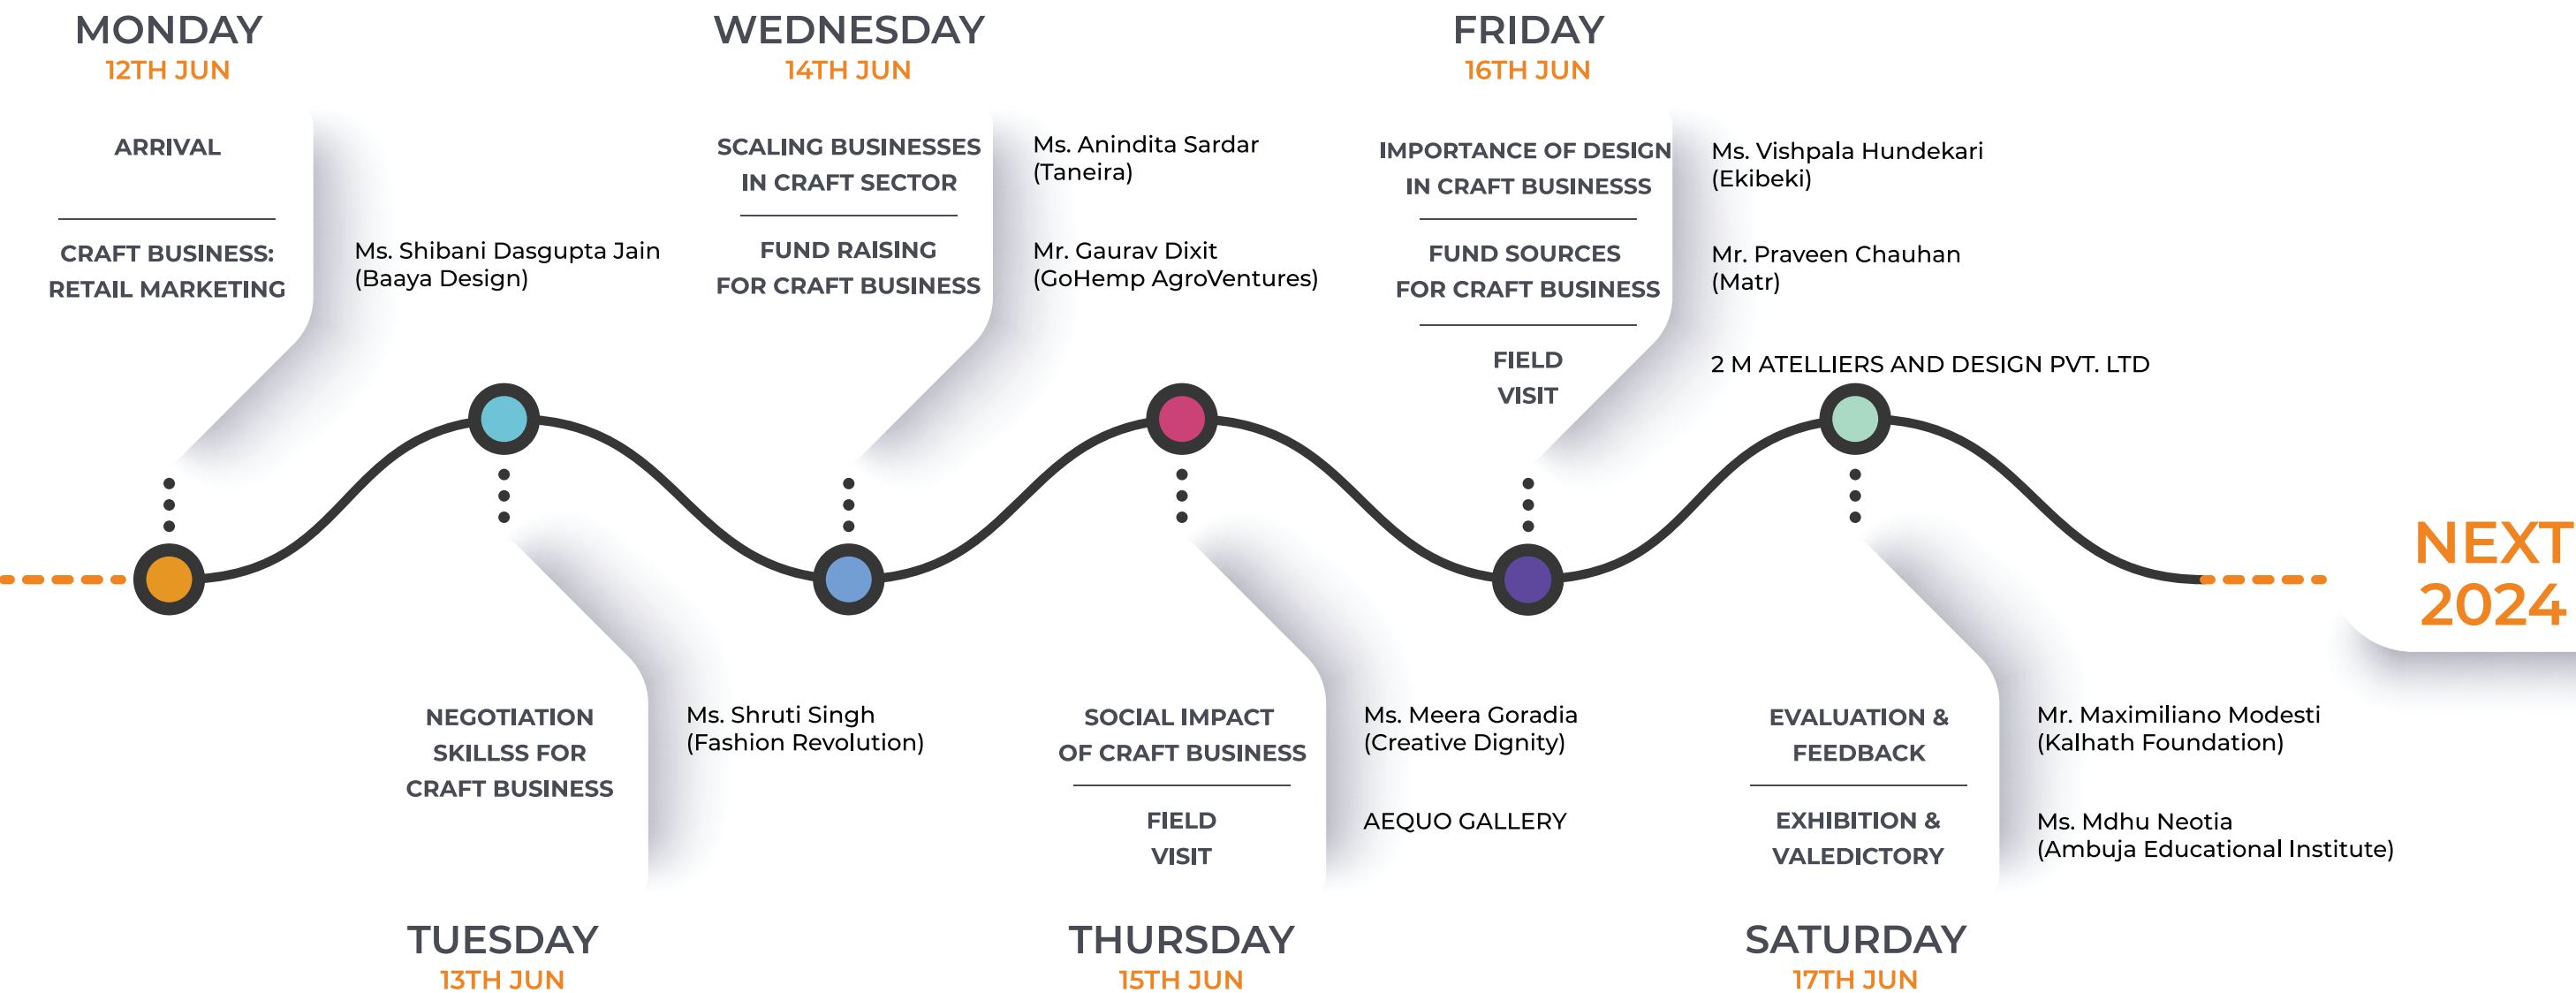 MONDAY
12TH JUN
ARRIVAL
CRAFT BUSINESS:
RETAIL MARKETING
Ms. Shibani Dasgupta Jain
(Baaya Design)
TUESDAY
13TH JUN
NEGOTIATION
SKILLSS FOR
CRAFT BUSINESS
Ms. Shruti Singh
(Fashion Revolution)
WEDNESDAY
14TH JUN
SCALING BUSINESSES
IN CRAFT SECTOR
Ms. Anindita Sardar
(Taneira)
FUND RAISING
FOR CRAFT BUSINESS
Mr. Gaurav Dixit
(GoHemp AgroVentures)
THURSDAY
15TH JUN
SOCIAL IMPACT
OF CRAFT BUSINESS
Ms. Meera Goradia
(Creative Dignity)
FIELD
VISIT
AEQUO GALLERY
FRIDAY
16TH JUN
IMPORTANCE OF DESIGN
IN CRAFT BUSINESSS
Ms. Vishpala Hundekari
(Ekibeki)
FUND SOURCES
FOR CRAFT BUSINESS
Mr. Praveen Chauhan
(Matr)
FIELD
VISIT
2 M ATELLIERS AND DESIGN PVT. LTD
SATURDAY
17TH JUN
EVALUATION &
FEEDBACK
Mr. Maximiliano Modesti
(Kalhath Foundation)
EXHIBITION &
VALEDICTORY
Ms. Mdhu Neotia
(Ambuja Educational Institute)
NEXT
2024